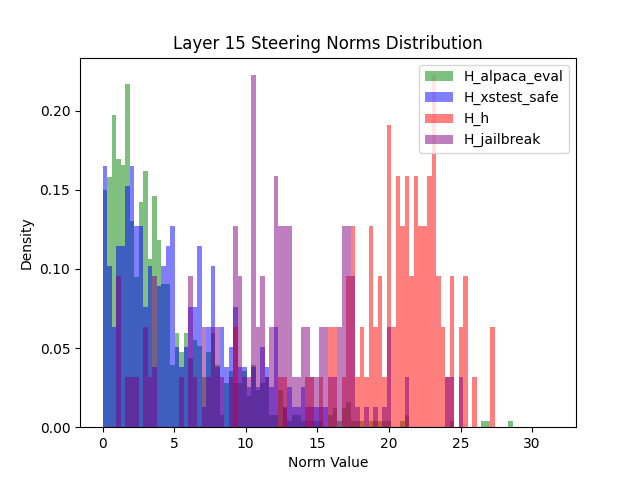 Layer 15 Steering Norms Distribution
H_alpaca_eval
H_xstest_safe
H_h
H_jailbreak
Density
0.20
0.15
0.10
0.05
0.00
0 5 10 15 20 25 30
Norm Value